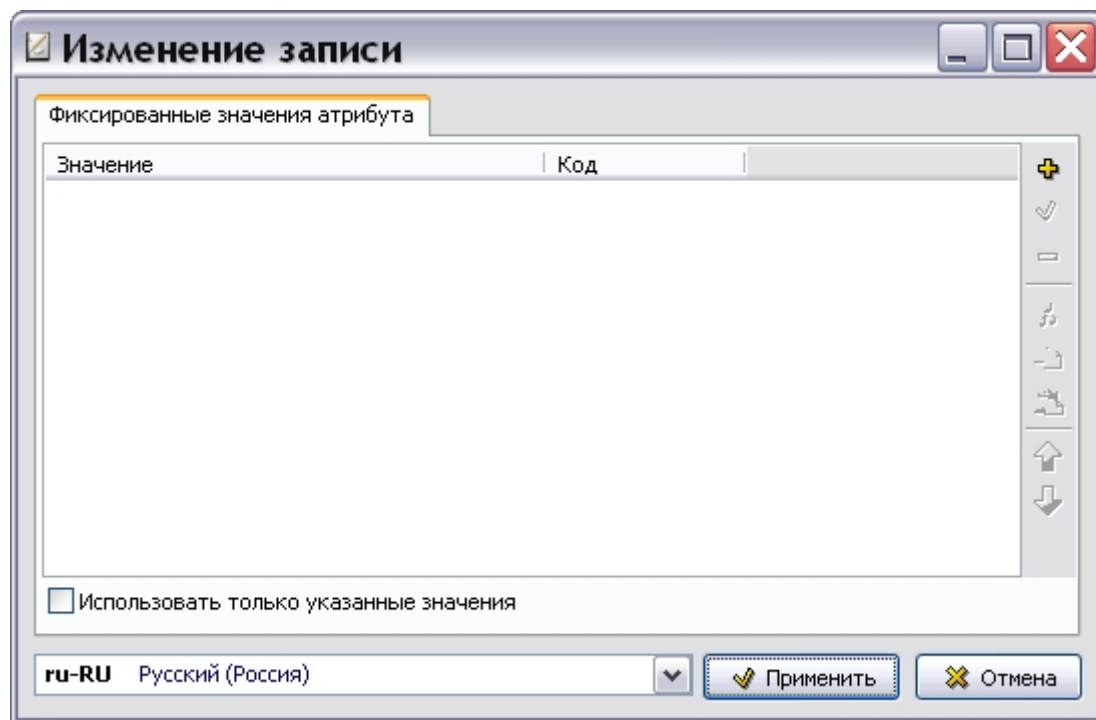 Изменение записи
Фиксированные значения атрибута
Значение Код
Использовать только указанные значения
ru-RU Русский (Россия) Применить Отмена